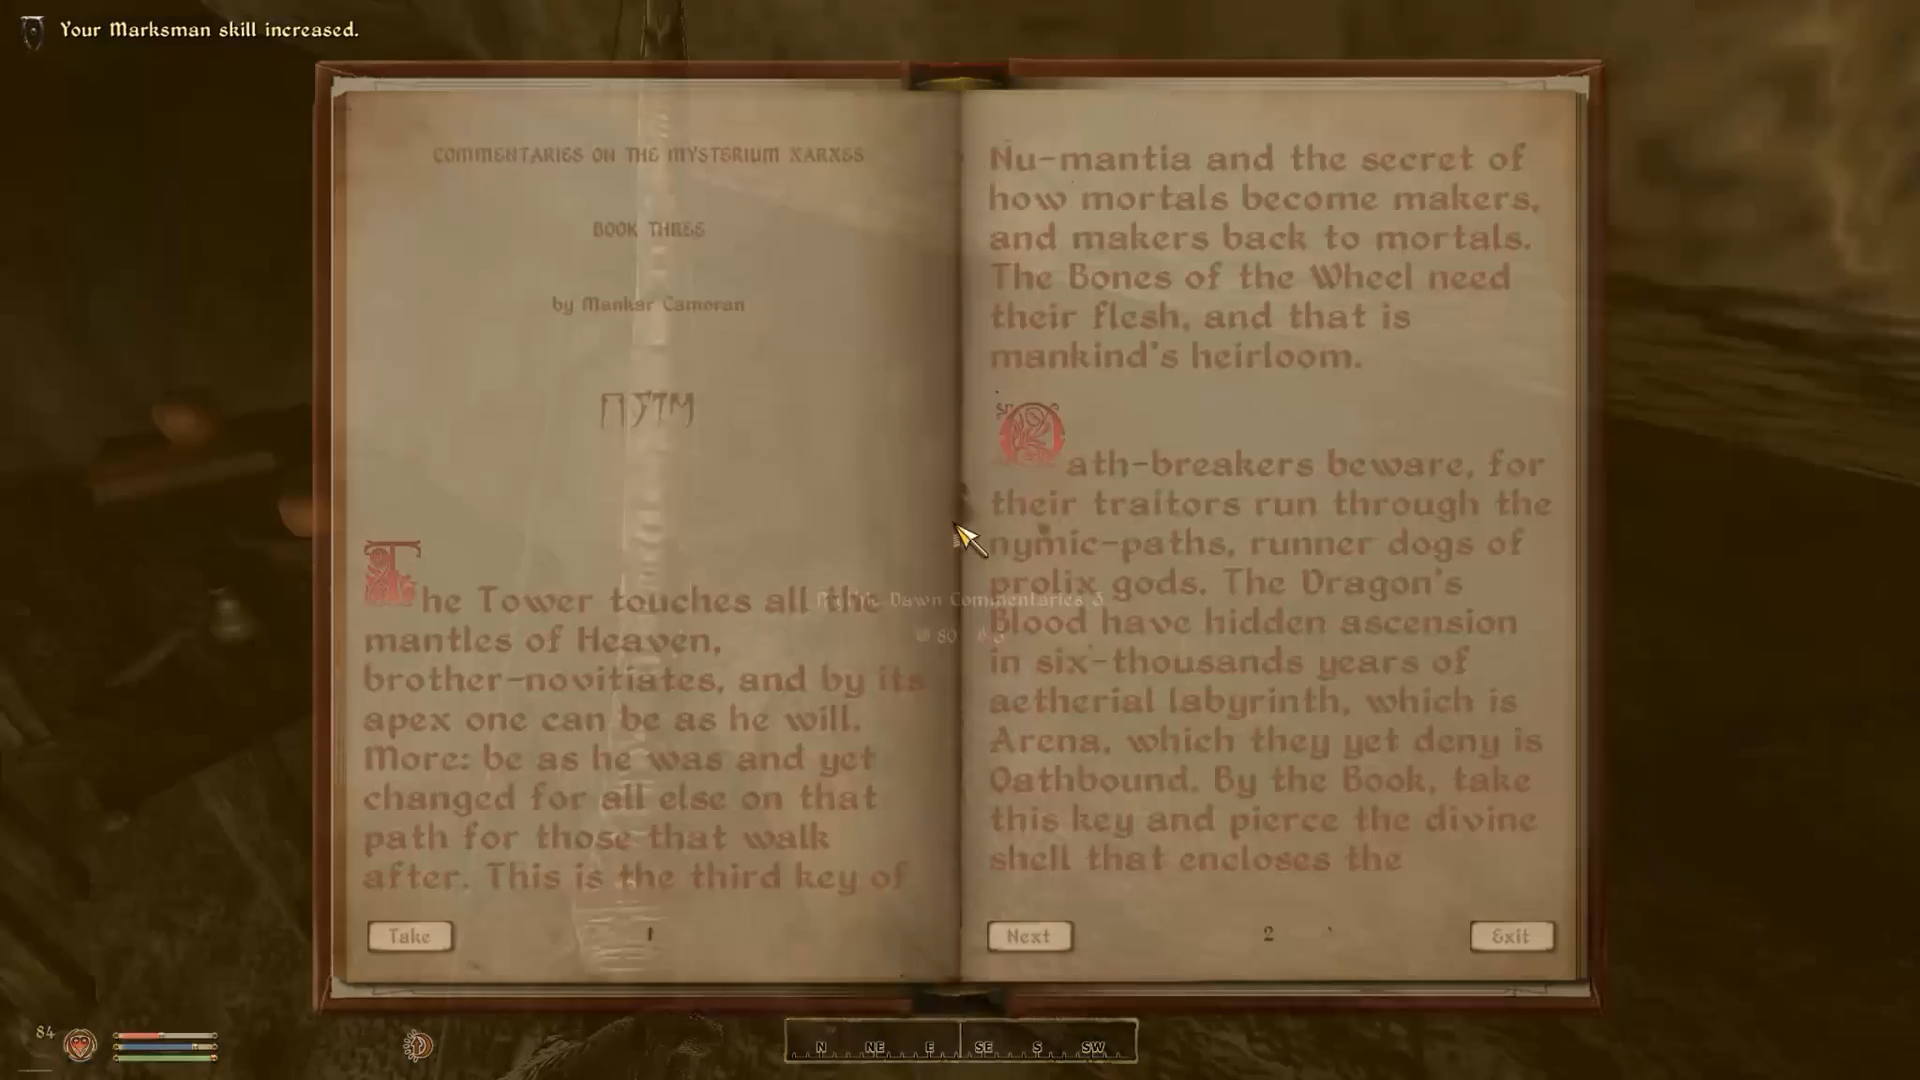 Your Marksman skill increased.
COMMENTARIES ON THE MYSTERIUM XARXES
BOOK THREE
by Mankar Camoran
The Tower touches all the
mantles of Heaven,
brother-novitiates, and by its
apex one can be as he will.
More: be as he was and yet
changed for all else on that
path for those that walk
after. This is the third key of
Take
1
Nu-mantia and the secret of
how mortals become makers,
and makers back to mortals.
The Bones of the Wheel need
their flesh, and that is
mankind's heirloom.
Oath-breakers beware, for
their traitors run through the
nymic-paths, runner dogs of
prolix gods. The Dragon's
Blood have hidden ascension
in six-thousands years of
aetherial labyrinth, which is
Arena, which they yet deny is
Oathbound. By the Book, take
this key and pierce the divine
shell that encloses the
Next
2
Exit
Dawn Commentaries 3
80
84
N NE E SE S SW